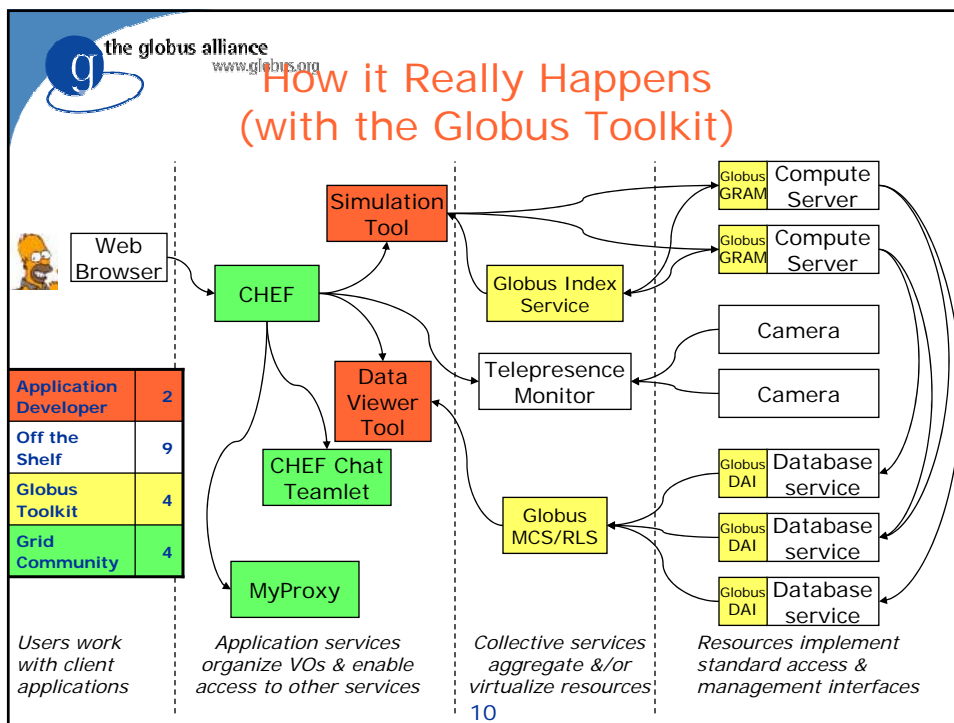 the globus alliance
www.globus.org
g
How it Really Happens
(with the Globus Toolkit)
Web
Browser
CHEF
Simulation
Tool
Data
Viewer
Tool
CHEF Chat
Teamlet
MyProxy
Globus Index
Service
Telepresence
Monitor
Globus
MCS/RLS
Globus
GRAM
Compute
Server
Globus
GRAM
Compute
Server
Camera
Camera
Globus
DAI
Database
service
Globus
DAI
Database
service
Globus
DAI
Database
service
Application
Developer
2
Off the
Shelf
9
Globus
Toolkit
4
Grid
Community
4
Users work
with client
applications
Application services
organize VOs & enable
access to other services
Collective services
aggregate &/or
virtualize resources
Resources implement
standard access &
management interfaces
10